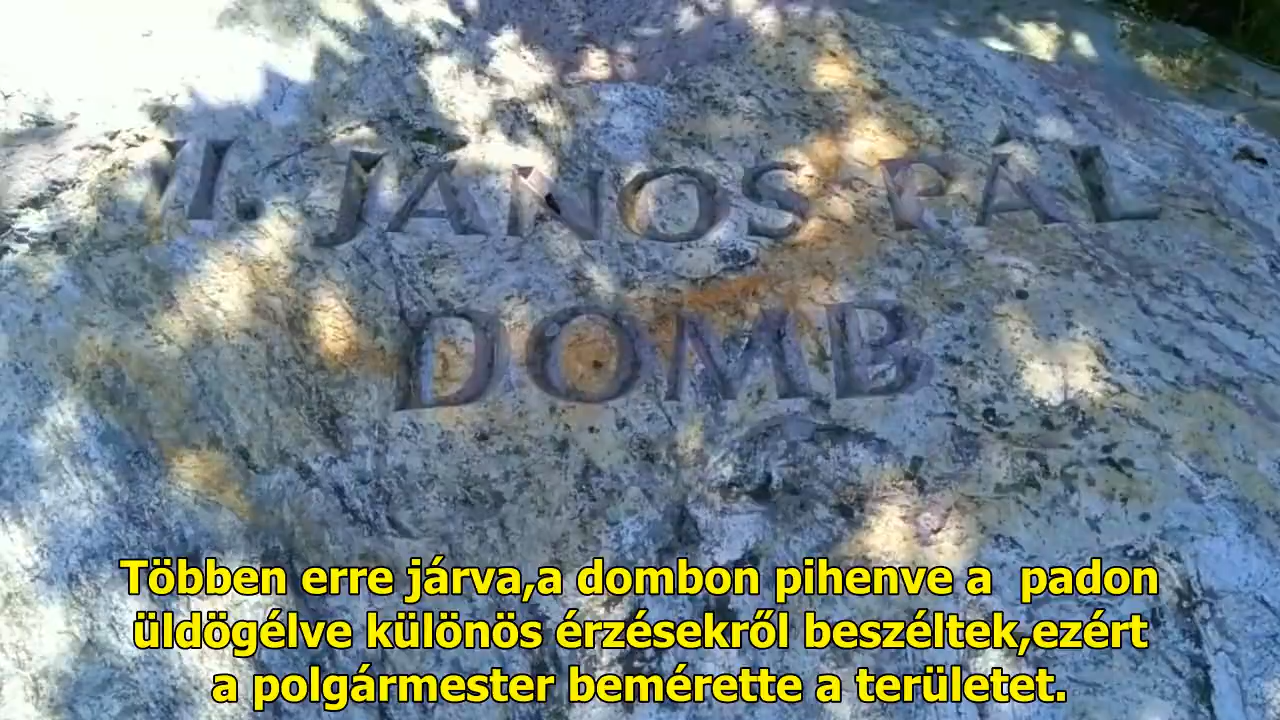 II. JÁNOS PÁL
DOMB
Többen erre járva,a dombon pihenve a padon
üldögélve különös érzésekről beszéltek,ezért
a polgármester bemérette a területet.